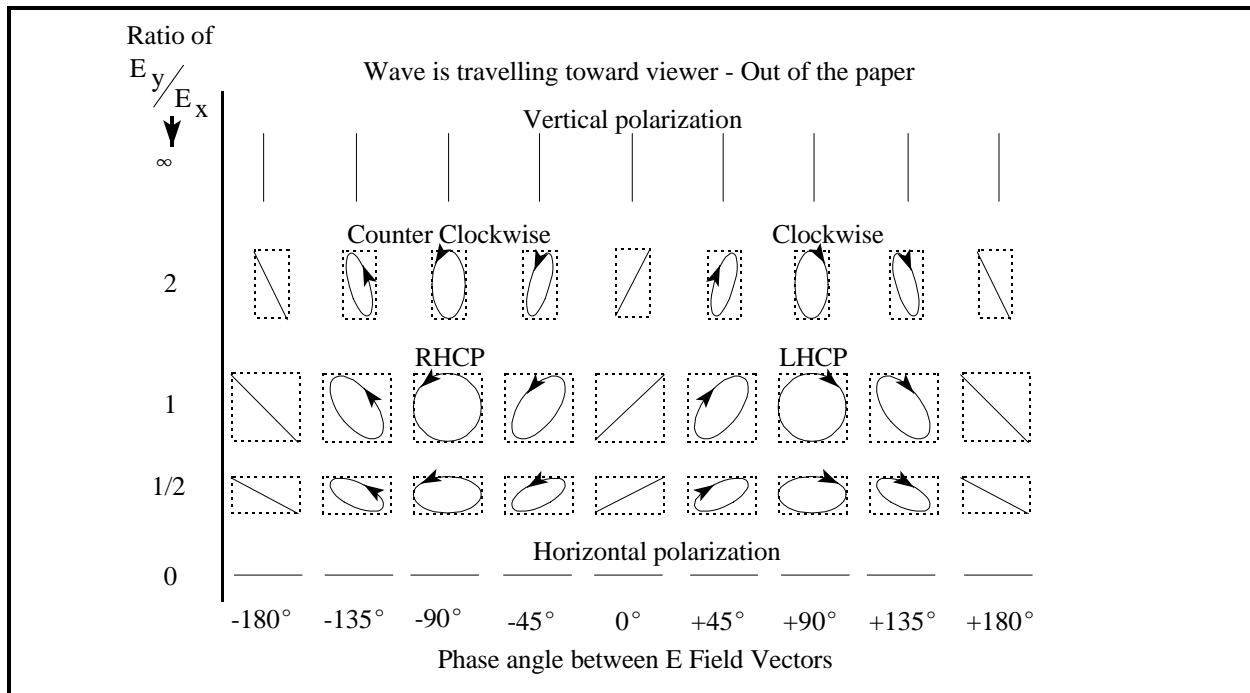 Ratio of
E y/E x
Wave is travelling toward viewer - Out of the paper
Vertical polarization
∞
Counter Clockwise Clockwise
2
RHCP LHCP
1
1/2
Horizontal polarization
0
-180° -135° -90° -45° 0° +45° +90° +135° +180°
Phase angle between E Field Vectors